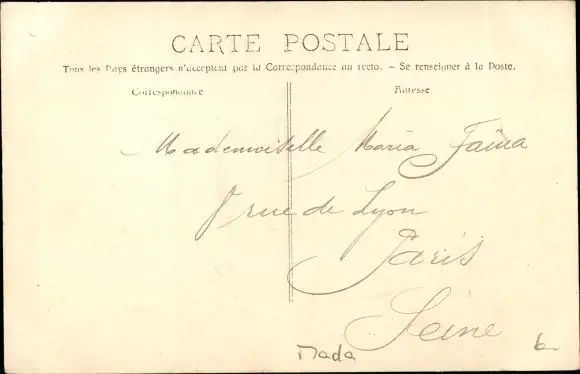 CARTE POSTALE
Tous les Pays étrangers n'acceptent pas la Correspondance au recto. - Se renseigner à la Poste.
Correspondance
Adresse
Mademoiselle Maria Faïna
8 rue de Lyon
Paris
Seine
Mada
b